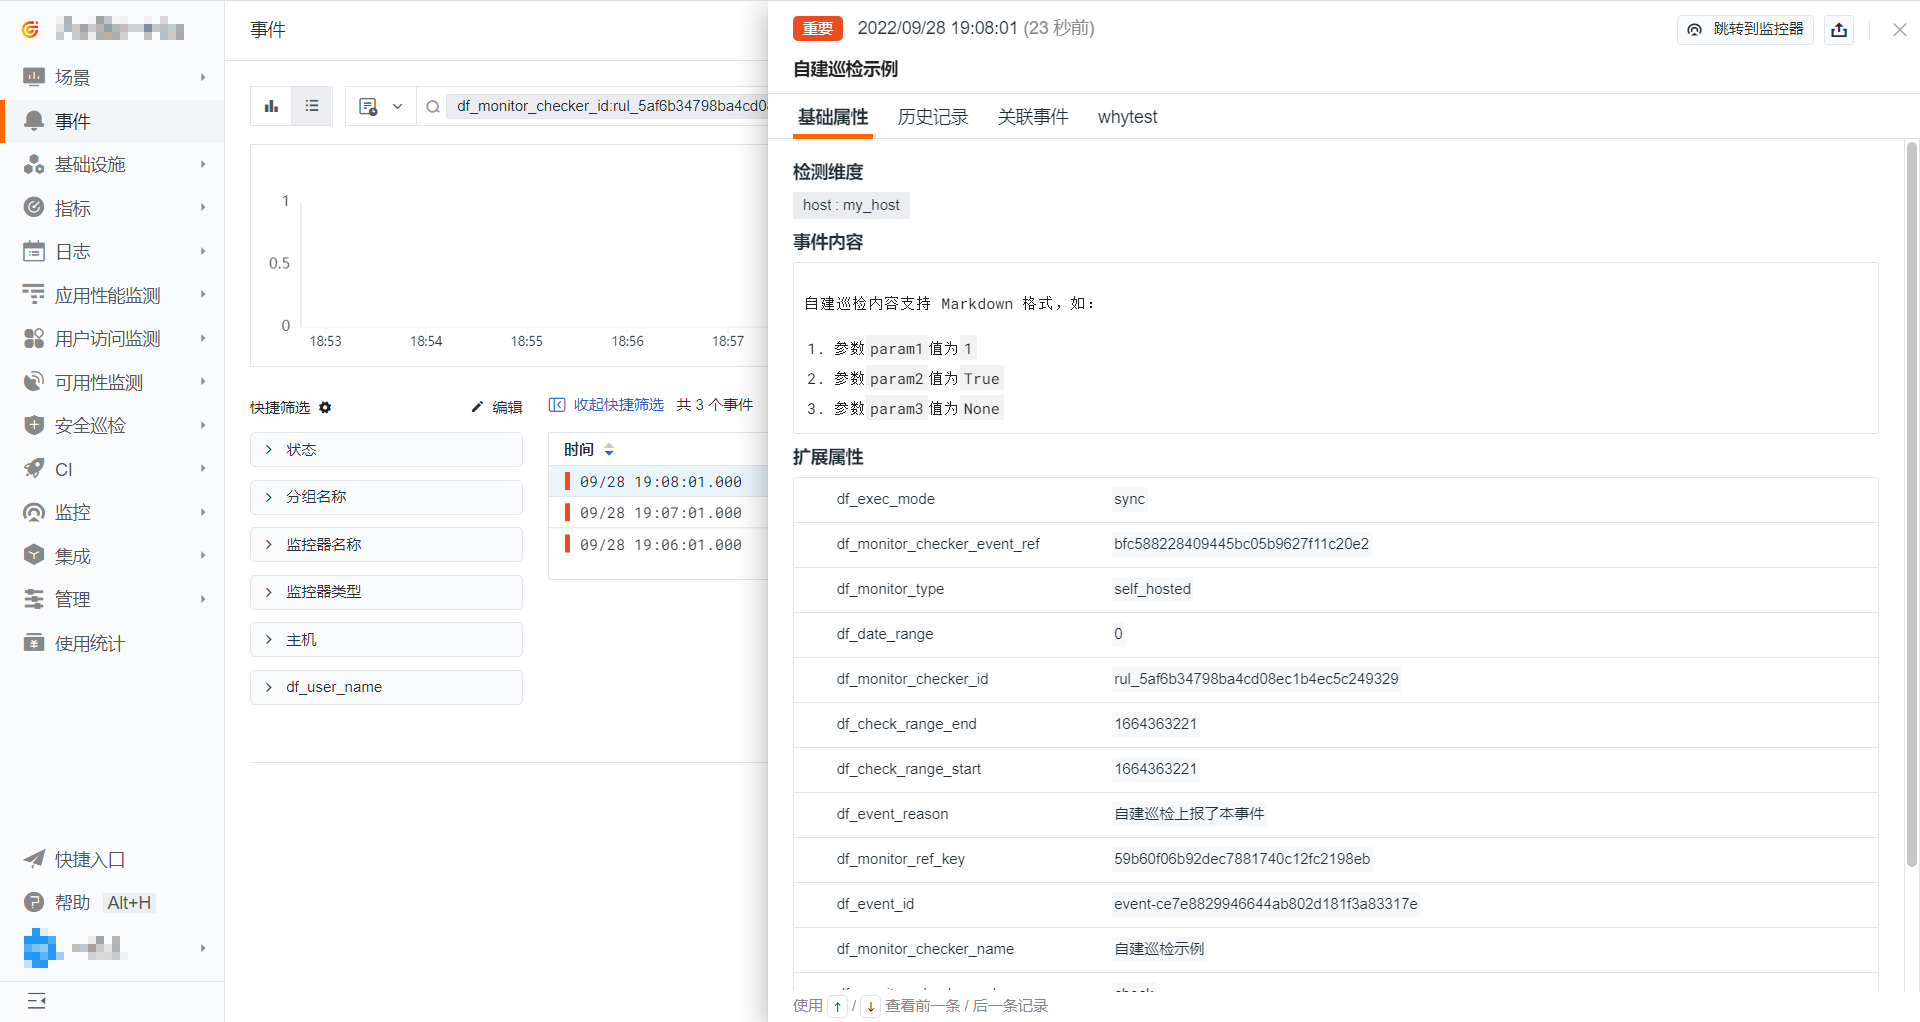 场景
事件
基础设施
指标
日志
应用性能监测
用户访问监测
可用性监测
安全巡检
CI
监控
集成
管理
使用统计
快捷入口
帮助 Alt+H
事件
df_monitor_checker_id:rul_5af6b34798ba4cd0
1
0.5
0
18:53 18:54 18:55 18:56 18:57
快捷筛选 编辑
状态
分组名称
监控器名称
监控器类型
主机
df_user_name
收起快捷筛选 共 3 个事件
时间
09/28 19:08:01.000
09/28 19:07:01.000
09/28 19:06:01.000
重要 2022/09/28 19:08:01 (23 秒前)
跳转到监控器
自建巡检示例
基础属性 历史记录 关联事件 whytest
检测维度
host : my_host
事件内容
自建巡检内容支持 Markdown 格式，如：
1. 参数 param1 值为 1
2. 参数 param2 值为 True
3. 参数 param3 值为 None
扩展属性
df_exec_mode sync
df_monitor_checker_event_ref bfc588228409445bc05b9627f11c20e2
df_monitor_type self_hosted
df_date_range 0
df_monitor_checker_id rul_5af6b34798ba4cd08ec1b4ec5c249329
df_check_range_end 1664363221
df_check_range_start 1664363221
df_event_reason 自建巡检上报了本事件
df_monitor_ref_key 59b60f06b92dec7881740c12fc2198eb
df_event_id event-ce7e8829946644ab802d181f3a83317e
df_monitor_checker_name 自建巡检示例
使用 ↑ / ↓ 查看前一条 / 后一条记录